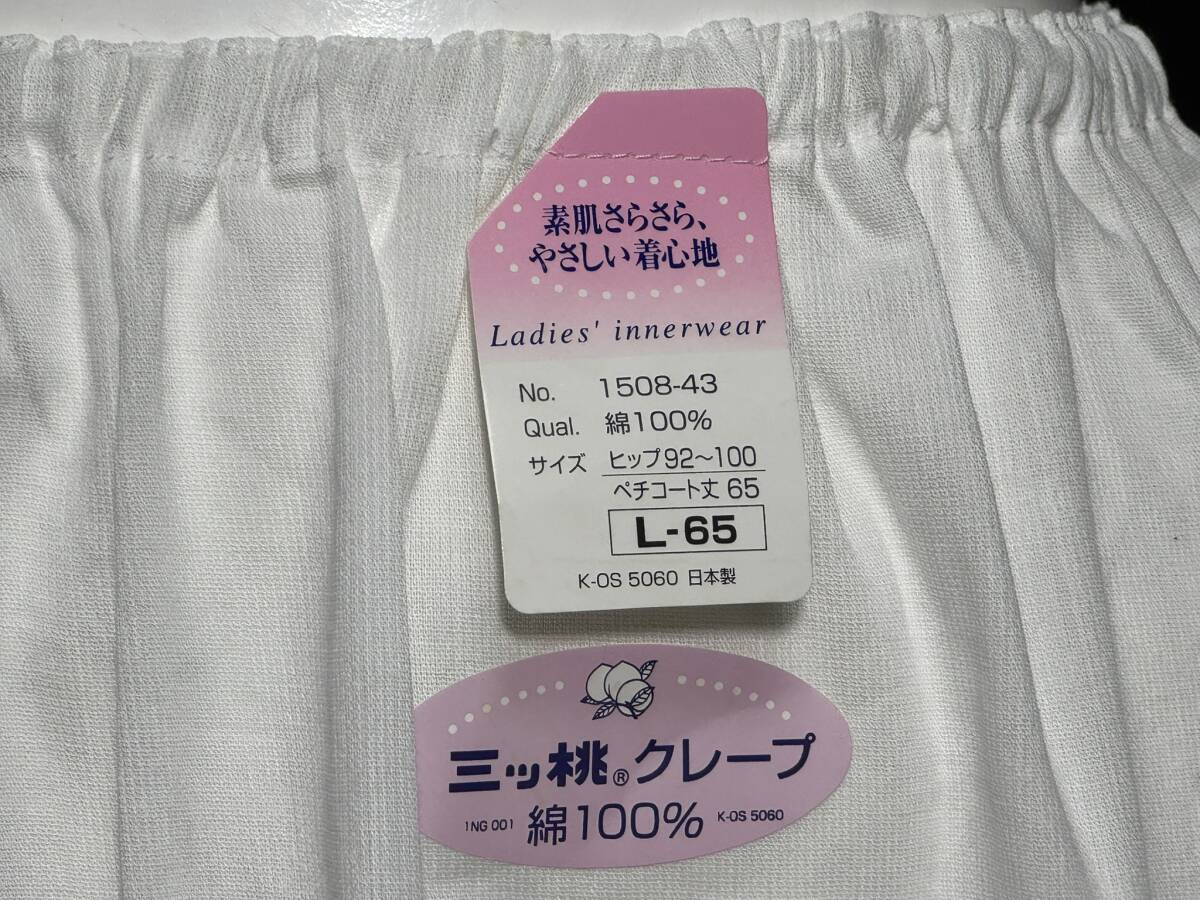 素肌さらさら、
やさしい着心地
Ladies' innerwear
No. 1508-43
Qual. 綿100%
サイズ ヒップ92～100
ペチコート丈 65
L-65
K-OS 5060 日本製
三ッ桃®クレープ
1NG 001 綿100% K-OS 5060